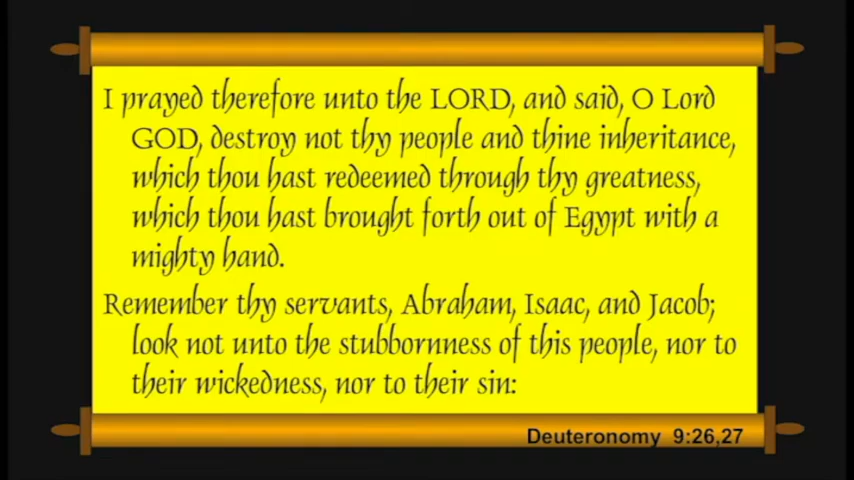 I prayed therefore unto the LORD, and said, O Lord
GOD, destroy not thy people and thine inheritance,
which thou hast redeemed through thy greatness,
which thou hast brought forth out of Egypt with a
mighty hand.
Remember thy servants, Abraham, Isaac, and Jacob;
look not unto the stubbornness of this people, nor to
their wickedness, nor to their sin:
Deuteronomy 9:26,27